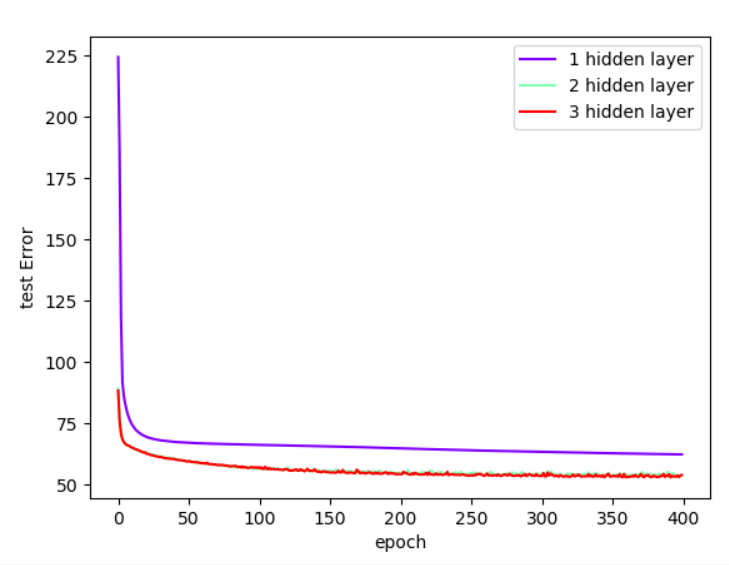 225
200
175
150
125
100
75
50
test Error
1 hidden layer
2 hidden layer
3 hidden layer
0 50 100 150 200 250 300 350 400
epoch